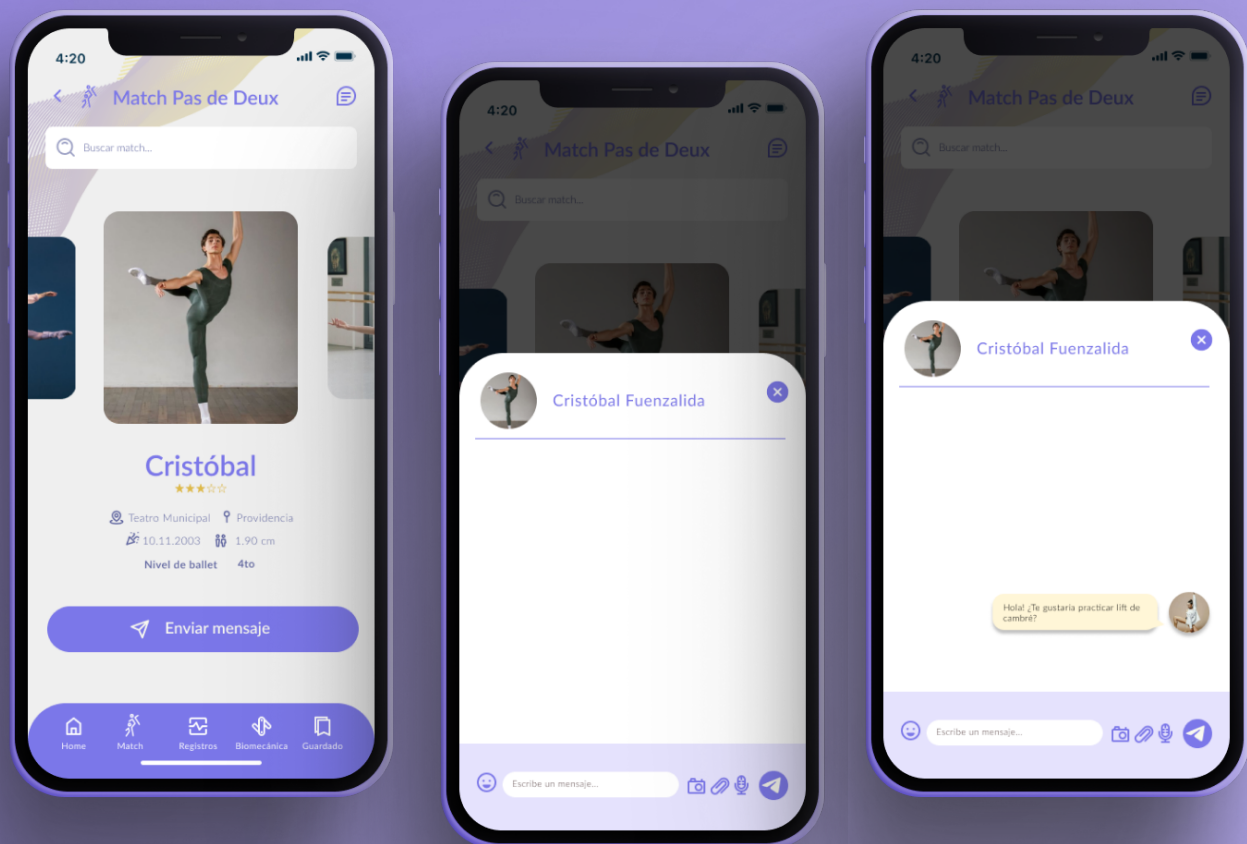 4:20
Match Pas de Deux
Buscar match...
Cristóbal
Teatro Municipal Providencia
10.11.2003 1.90 cm
Nivel de ballet 4to
Enviar mensaje
Home Match Registros Biomecánica Guardado
4:20
Match Pas de Deux
Buscar match...
Cristóbal Fuenzalida
Escribe un mensaje...
4:20
Match Pas de Deux
Buscar match...
Cristóbal Fuenzalida
Hola! ¿Te gustaría practicar lift de
cambré?
Escribe un mensaje...